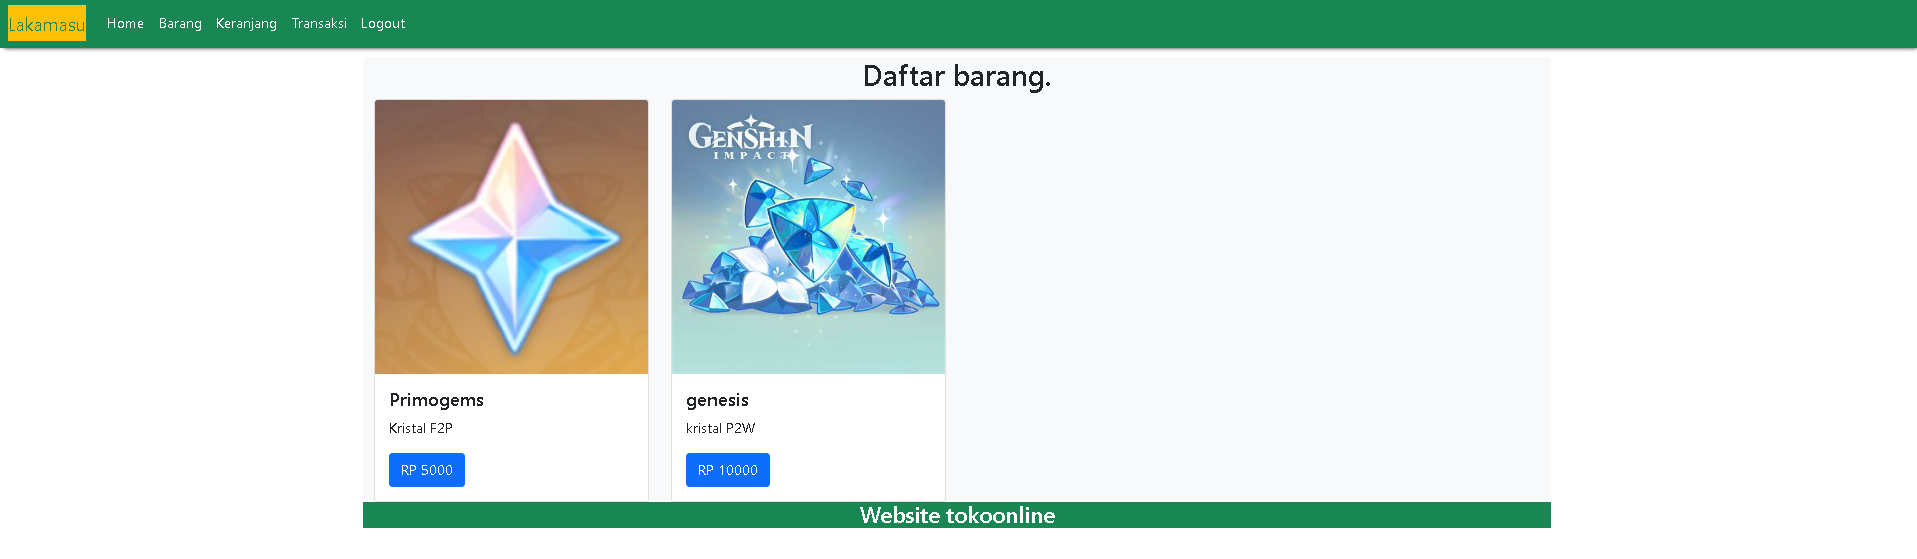 Lakamasu Home Barang Keranjang Transaksi Logout
Daftar barang.
GENSHIN
IMPACT
Primogems
Kristal F2P
RP 5000
genesis
kristal P2W
RP 10000
Website tokoonline